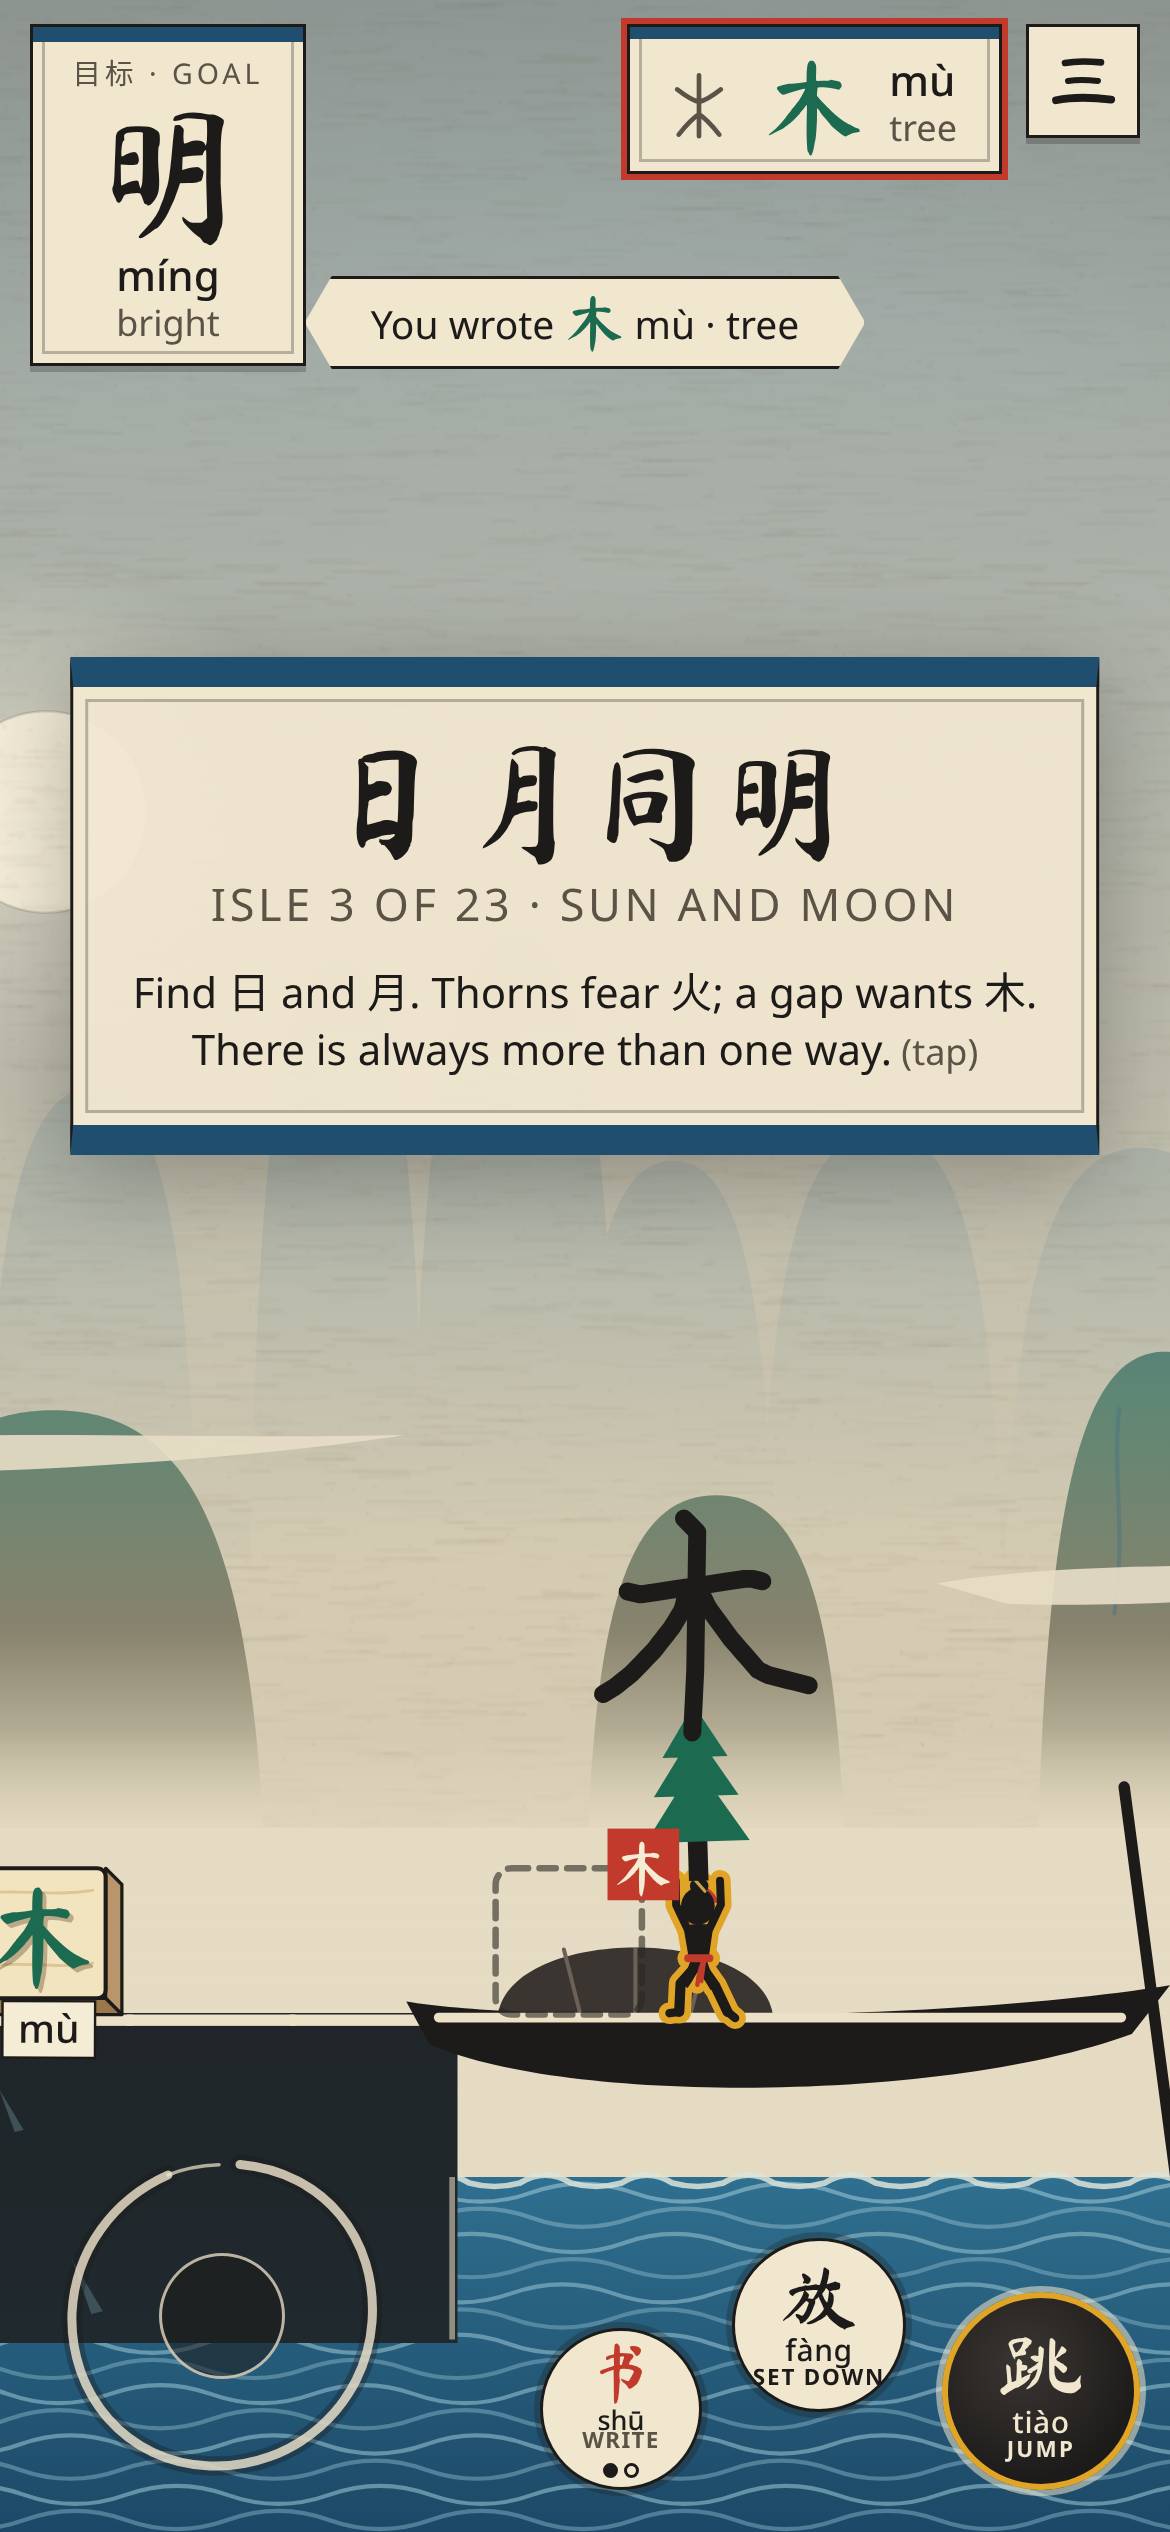 目标 · GOAL
明
míng
bright
木
mù
tree
三
You wrote 木 mù · tree
日月同明
ISLE 3 OF 23 · SUN AND MOON
Find 日 and 月. Thorns fear 火; a gap wants 木.
There is always more than one way. (tap)
木
木
木
mù
放
fàng
SET DOWN
书
shū
WRITE
跳
tiào
JUMP